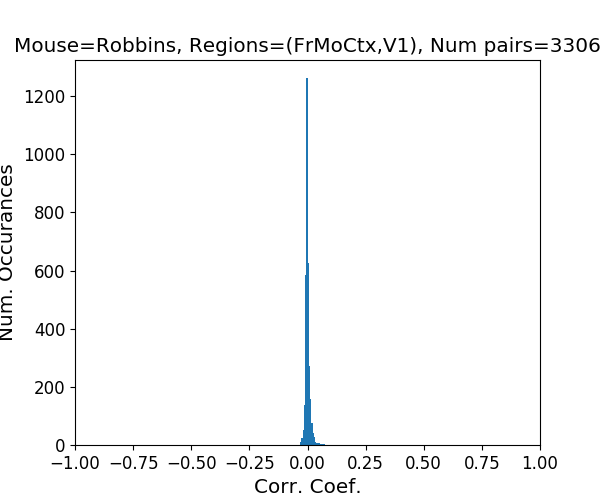 Mouse=Robbins, Regions=(FrMoCtx,V1), Num pairs=3306
1200
1000
800
600
400
200
0
Num. Occurances
−1.00 −0.75 −0.50 −0.25 0.00 0.25 0.50 0.75 1.00
Corr. Coef.